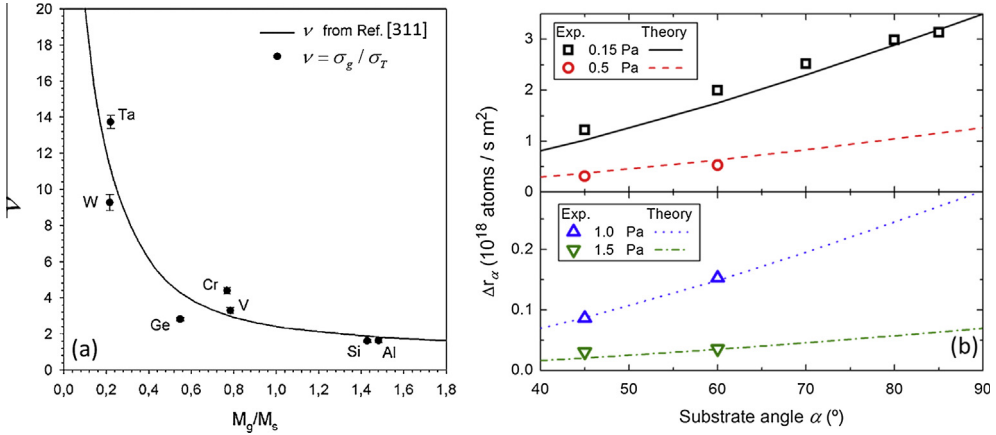 20
18
16
14
12
10
8
6
4
2
0
ν
ν from Ref. [311]
ν = σg / σT
Ta
W
Cr
V
Ge
Si
Al
(a)
0,0 0,2 0,4 0,6 0,8 1,0 1,2 1,4 1,6 1,8
Mg/Ms
Exp. Theory
0.15 Pa
0.5 Pa
3
2
1
0
Δrα (10¹⁸ atoms / s m²)
Exp. Theory
1.0 Pa
1.5 Pa
0.2
0.1
0.0
(b)
40 50 60 70 80 90
Substrate angle α (º)